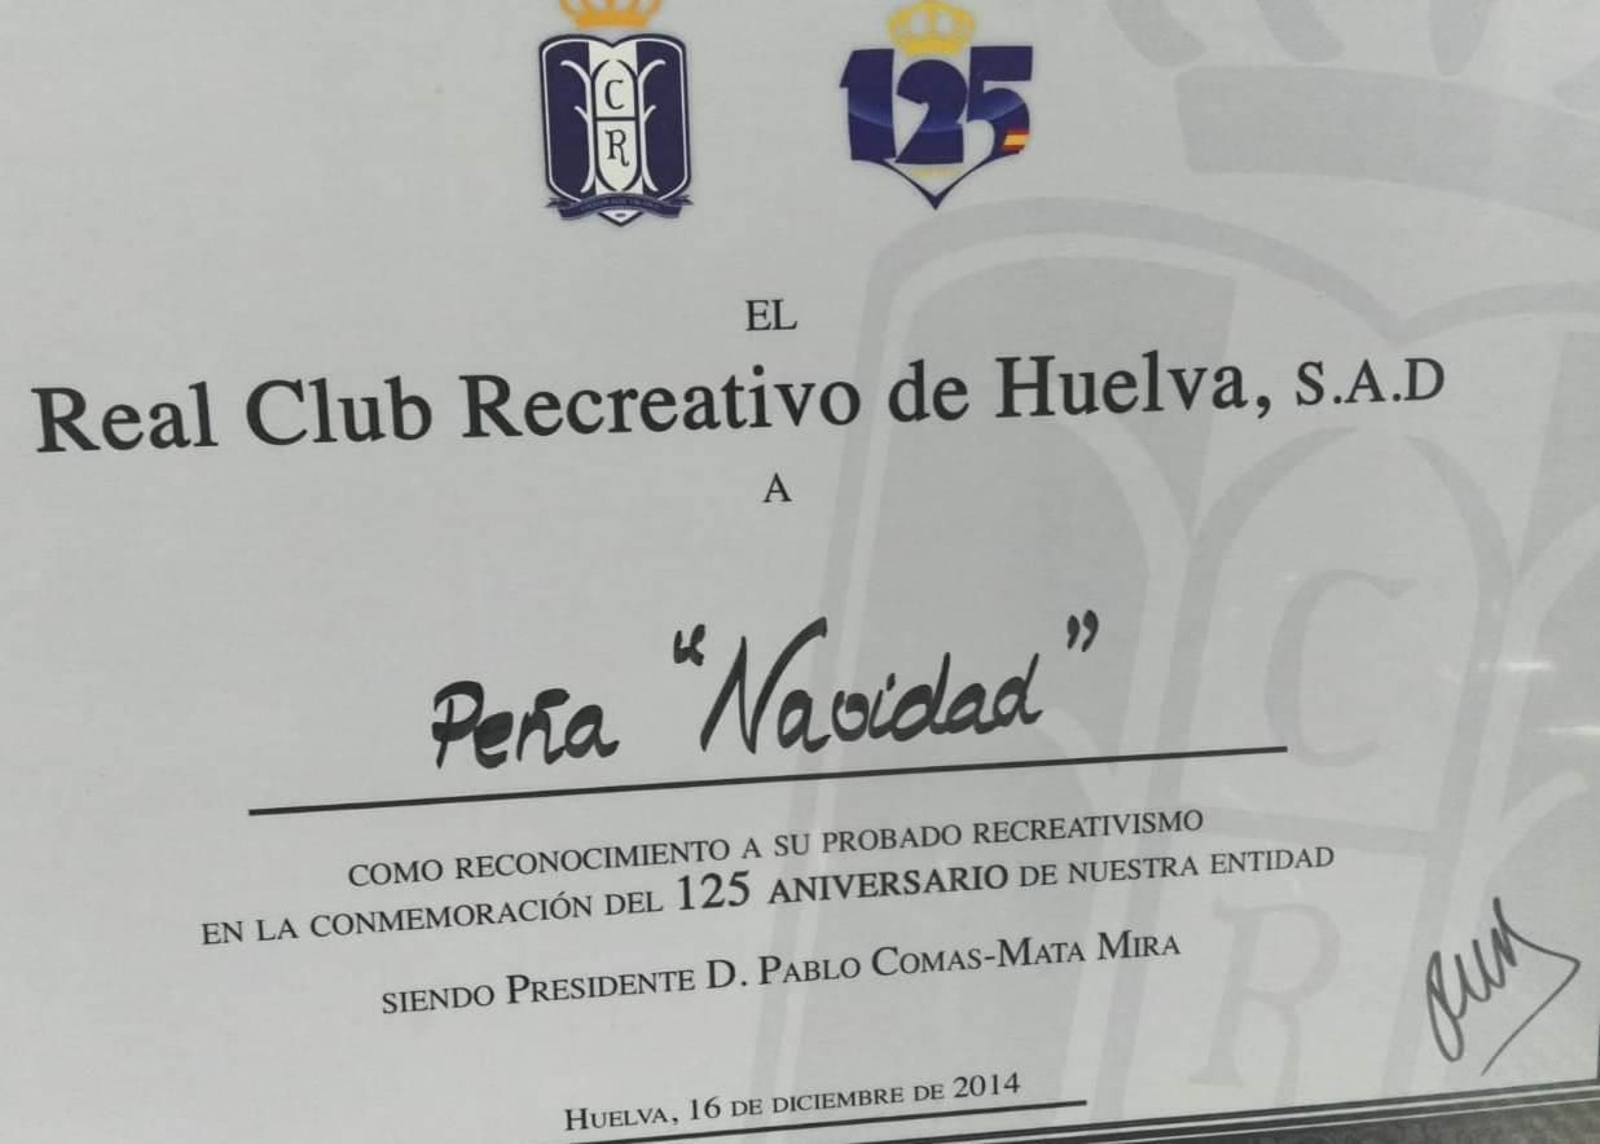 C
R
125
EL
Real Club Recreativo de Huelva, S.A.D
A
Peña “Navidad”
COMO RECONOCIMIENTO A SU PROBADO RECREATIVISMO
EN LA CONMEMORACIÓN DEL 125 ANIVERSARIO DE NUESTRA ENTIDAD
SIENDO PRESIDENTE D. PABLO COMAS-MATA MIRA
HUELVA, 16 DE DICIEMBRE DE 2014
C
R